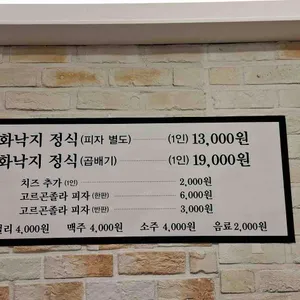 화낙지 정식 (피자 별도) (1인) 13,000원
화낙지 정식 (곱배기) (1인) 19,000원
치즈 추가 (1인) 2,000원
고르곤졸라 피자 (한판) 6,000원
고르곤졸라 피자 (반판) 3,000원
4,000원 맥주 4,000원 소주 4,000원 음료 2,000원